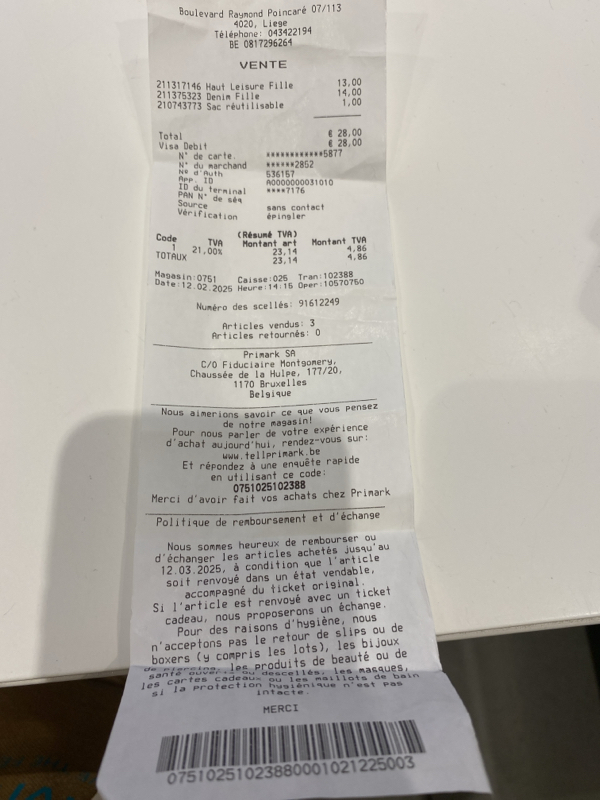 Boulevard Raymond Poincaré 07/113
4020, Liege
Téléphone: 043422194
BE 0817296264
VENTE
211317146 Haut Leisure Fille 13,00
211375323 Denim Fille 14,00
210743773 Sac réutilisable 1,00
Total € 28,00
Visa Debit € 28,00
N° de carte. ************5877
N° du marchand ******2852
N° d'Auth 536157
App. ID A0000000031010
ID du terminal ****7176
PAN N° de séq
Source sans contact
Vérification épingler
(Résumé TVA)
Code TVA Montant art Montant TVA
1 21,00% 23,14 4,86
TOTAUX 23,14 4,86
Magasin:0751 Caisse:025 Tran:102388
Date:12.02.2025 Heure:14:15 Oper:10570750
Numéro des scellés: 91612249
Articles vendus: 3
Articles retournés: 0
Primark SA
C/O Fiduciaire Montgomery,
Chaussée de la Hulpe, 177/20,
1170 Bruxelles
Belgique
Nous aimerions savoir ce que vous pensez
de notre magasin!
Pour nous parler de votre expérience
d'achat aujourd'hui, rendez-vous sur:
www.tellprimark.be
Et répondez à une enquête rapide
en utilisant ce code:
0751025102388
Merci d'avoir fait vos achats chez Primark
Politique de remboursement et d'échange
Nous sommes heureux de rembourser ou
d'échanger les articles achetés jusqu'au
12.03.2025, à condition que l'article
soit renvoyé dans un état vendable,
accompagné du ticket original.
Si l'article est renvoyé avec un ticket
cadeau, nous proposerons un échange.
Pour des raisons d'hygiène, nous
n'acceptons pas le retour de slips ou de
boxers (y compris les lots), les bijoux
de piercing, les produits de beauté ou de
santé ouverts ou descellés, les masques,
les cartes cadeaux ou les maillots de bain
si la protection hygiénique n'est pas
intacte.
MERCI
0751025102388000102122 5003